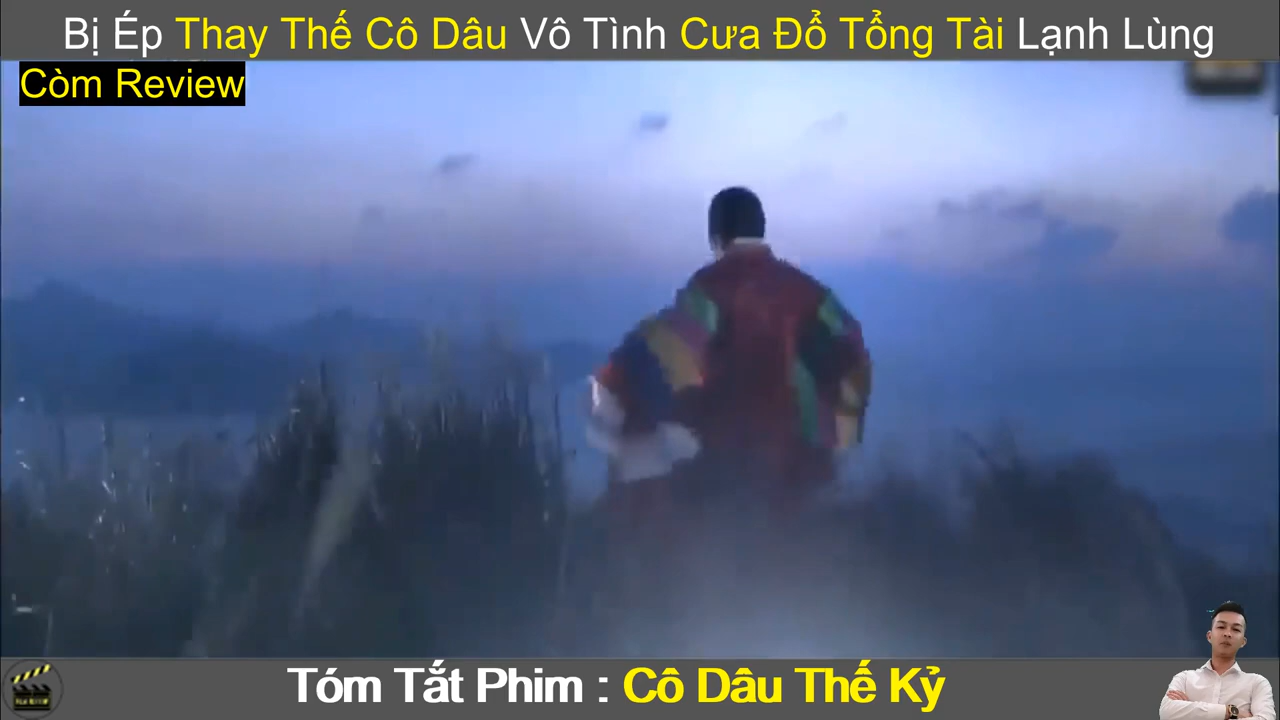 Bị Ép Thay Thế Cô Dâu Vô Tình Cưa Đổ Tổng Tài Lạnh Lùng
Còm Review
Tóm Tắt Phim : Cô Dâu Thế Kỷ